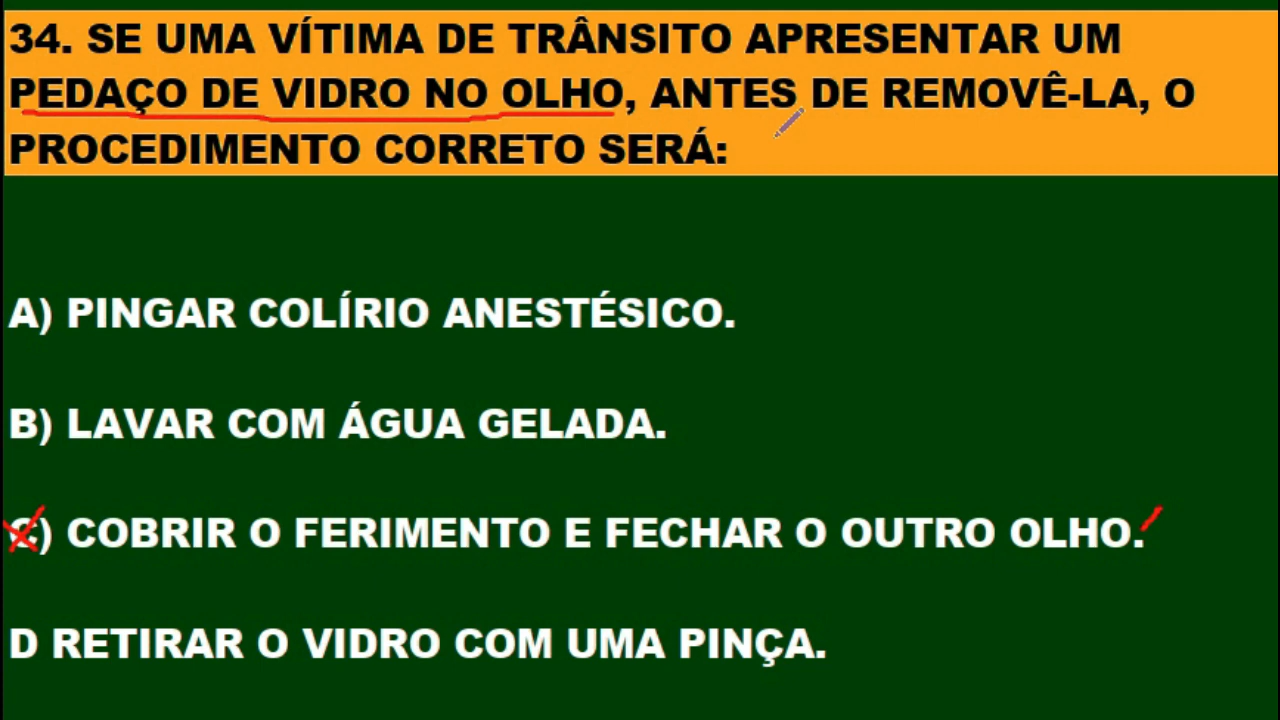 34. SE UMA VÍTIMA DE TRÂNSITO APRESENTAR UM
PEDAÇO DE VIDRO NO OLHO, ANTES DE REMOVÊ-LA, O
PROCEDIMENTO CORRETO SERÁ:
A) PINGAR COLÍRIO ANESTÉSICO.
B) LAVAR COM ÁGUA GELADA.
C) COBRIR O FERIMENTO E FECHAR O OUTRO OLHO.
D RETIRAR O VIDRO COM UMA PINÇA.